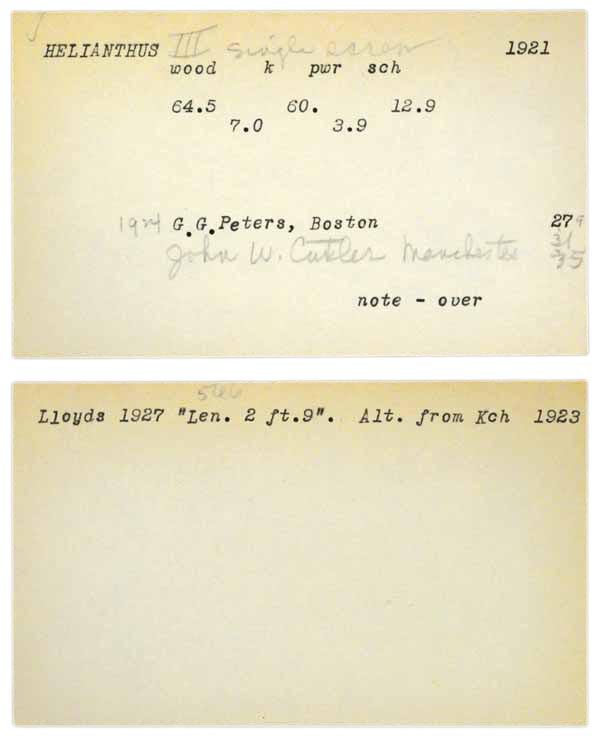 HELIANTHUS III single screw 1921
wood k pwr sch
64.5 60. 12.9
7.0 3.9
1924 G.G.Peters, Boston 279
John W. Cutler Manchester 31
35
note - over
Lloyds 1927 "Len. 2 ft.9". Alt. from Kch 1923